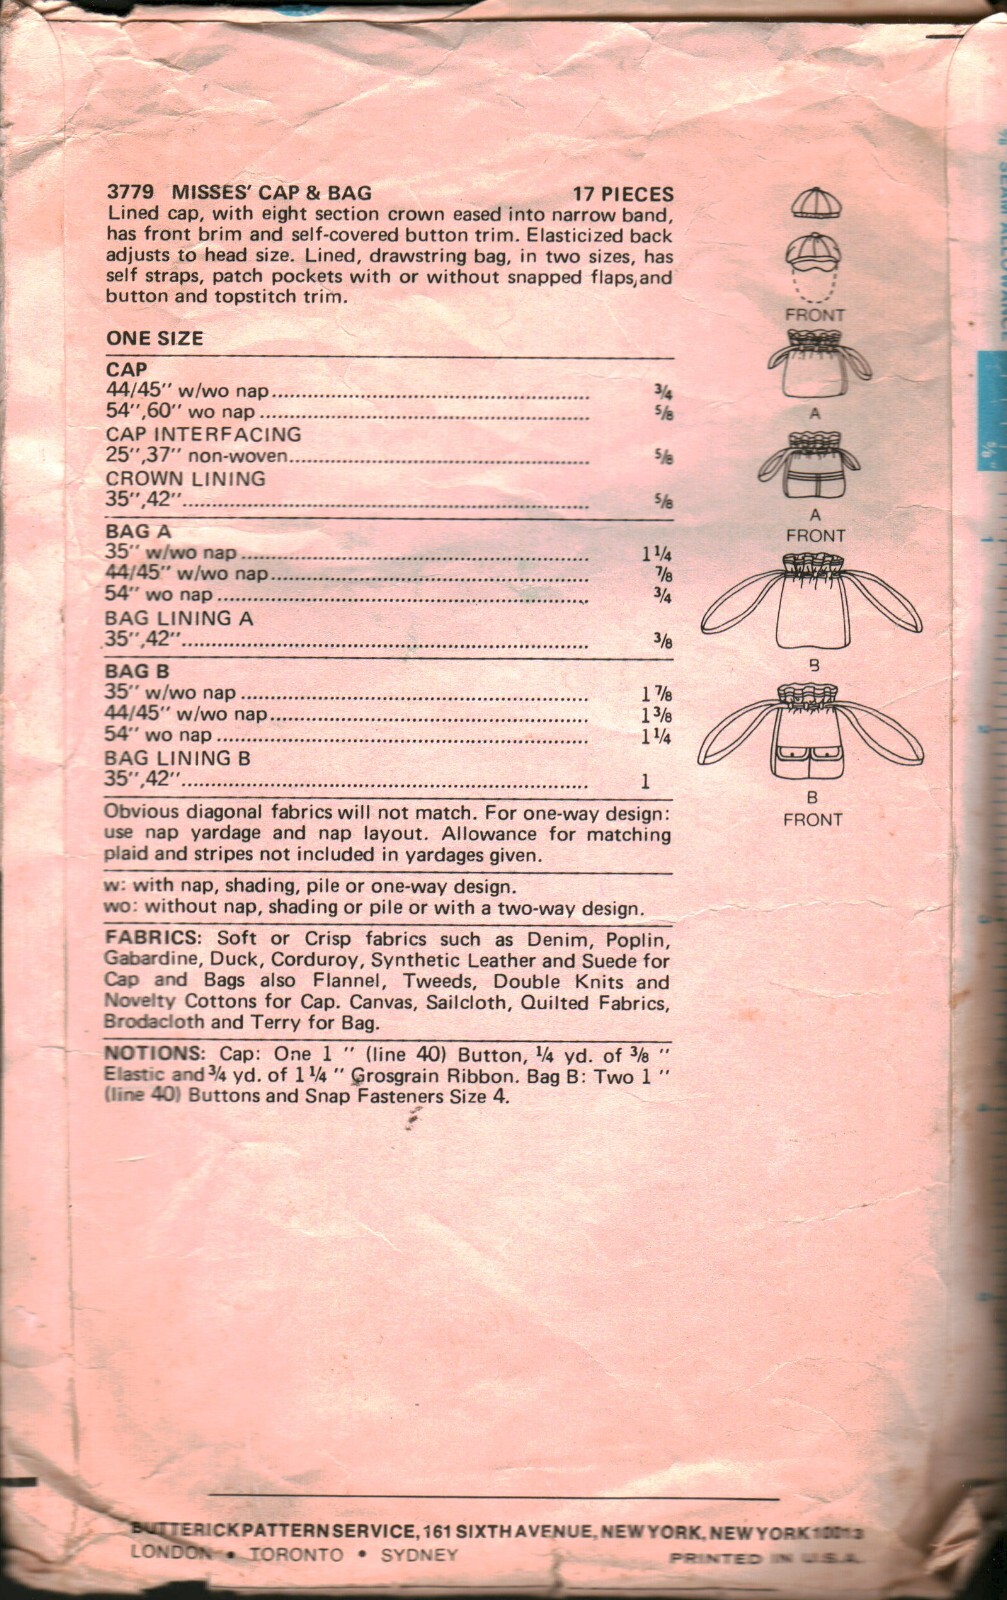 3779 MISSES' CAP & BAG 17 PIECES
Lined cap, with eight section crown eased into narrow band,
has front brim and self-covered button trim. Elasticized back
adjusts to head size. Lined, drawstring bag, in two sizes, has
self straps, patch pockets with or without snapped flaps,and
button and topstitch trim.
ONE SIZE
CAP
44/45" w/wo nap............................................................ ¾
54",60" wo nap............................................................ ⅝
CAP INTERFACING
25",37" non-woven............................................................ ⅝
CROWN LINING
35",42"............................................................ ⅝
BAG A
35" w/wo nap............................................................ 1¼
44/45" w/wo nap............................................................ ⅞
54" wo nap............................................................ ¾
BAG LINING A
35",42"............................................................ ⅜
BAG B
35" w/wo nap............................................................ 1⅞
44/45" w/wo nap............................................................ 1⅜
54" wo nap............................................................ 1¼
BAG LINING B
35",42"............................................................ 1
Obvious diagonal fabrics will not match. For one-way design:
use nap yardage and nap layout. Allowance for matching
plaid and stripes not included in yardages given.
w: with nap, shading, pile or one-way design.
wo: without nap, shading or pile or with a two-way design.
FABRICS: Soft or Crisp fabrics such as Denim, Poplin,
Gabardine, Duck, Corduroy, Synthetic Leather and Suede for
Cap and Bags also Flannel, Tweeds, Double Knits and
Novelty Cottons for Cap. Canvas, Sailcloth, Quilted Fabrics,
Brodacloth and Terry for Bag.
NOTIONS: Cap: One 1 " (line 40) Button, ¼ yd. of ⅜ "
Elastic and ¾ yd. of 1¼ " Grosgrain Ribbon. Bag B: Two 1 "
(line 40) Buttons and Snap Fasteners Size 4.
FRONT
A
A
FRONT
B
B
FRONT
BUTTERICK PATTERN SERVICE, 161 SIXTH AVENUE, NEW YORK, NEW YORK 10013
LONDON • TORONTO • SYDNEY
PRINTED IN U.S.A.